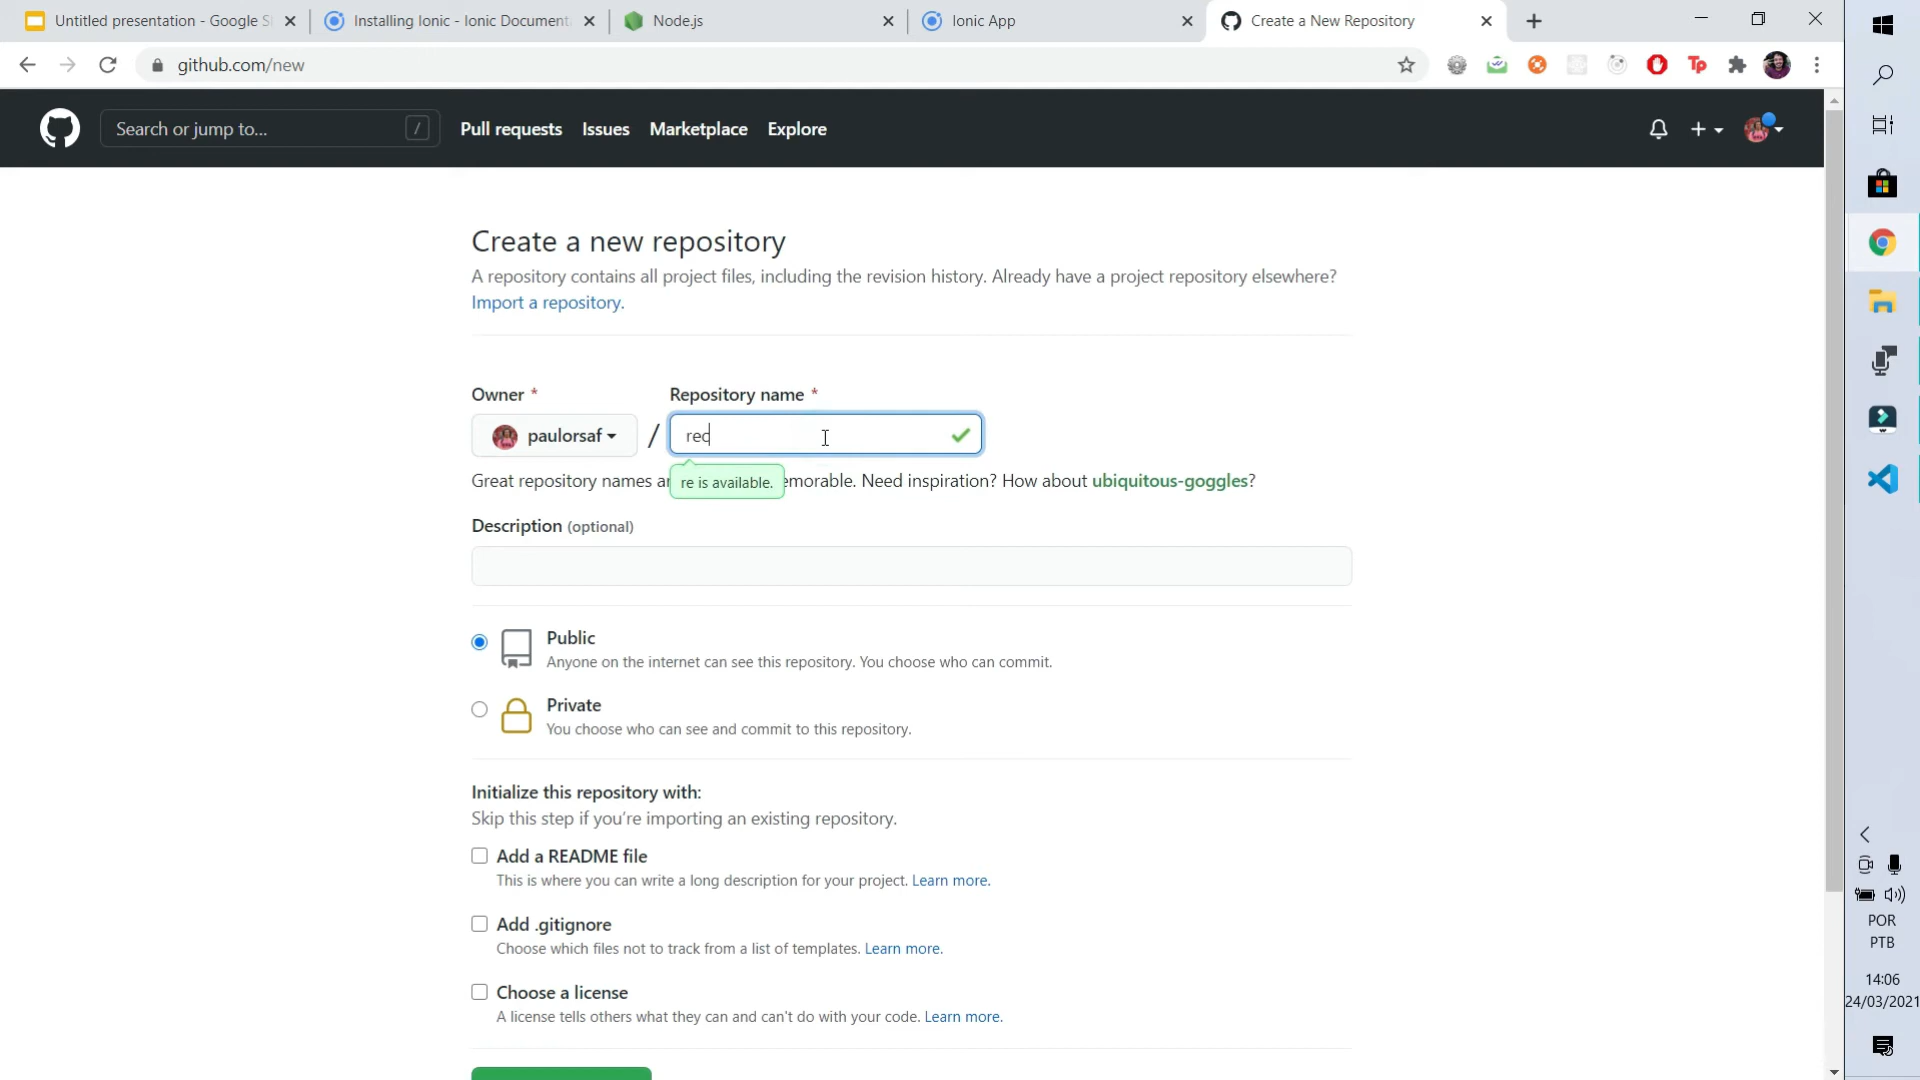 Untitled presentation - Google S
Installing Ionic - Ionic Document
Node.js
Ionic App
Create a New Repository
github.com/new
Tp
Search or jump to...
/
Pull requests
Issues
Marketplace
Explore
Create a new repository
A repository contains all project files, including the revision history. Already have a project repository elsewhere?
Import a repository.
Owner *
Repository name *
paulorsaf
/
rec
Great repository names a
re is available.
emorable. Need inspiration? How about ubiquitous-goggles?
Description (optional)
Public
Anyone on the internet can see this repository. You choose who can commit.
Private
You choose who can see and commit to this repository.
Initialize this repository with:
Skip this step if you're importing an existing repository.
Add a README file
This is where you can write a long description for your project. Learn more.
Add .gitignore
Choose which files not to track from a list of templates. Learn more.
Choose a license
A license tells others what they can and can't do with your code. Learn more.
POR
PTB
14:06
24/03/2021